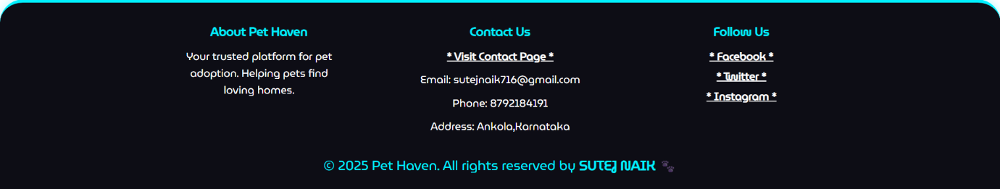 About Pet Haven
Your trusted platform for pet
adoption. Helping pets find
loving homes.
Contact Us
* Visit Contact Page *
Email: sutejnaik716@gmail.com
Phone: 8792184191
Address: Ankola,Karnataka
Follow Us
* Facebook *
* Twitter *
* Instagram *
© 2025 Pet Haven. All rights reserved by SUTEJ NAIK 🐾